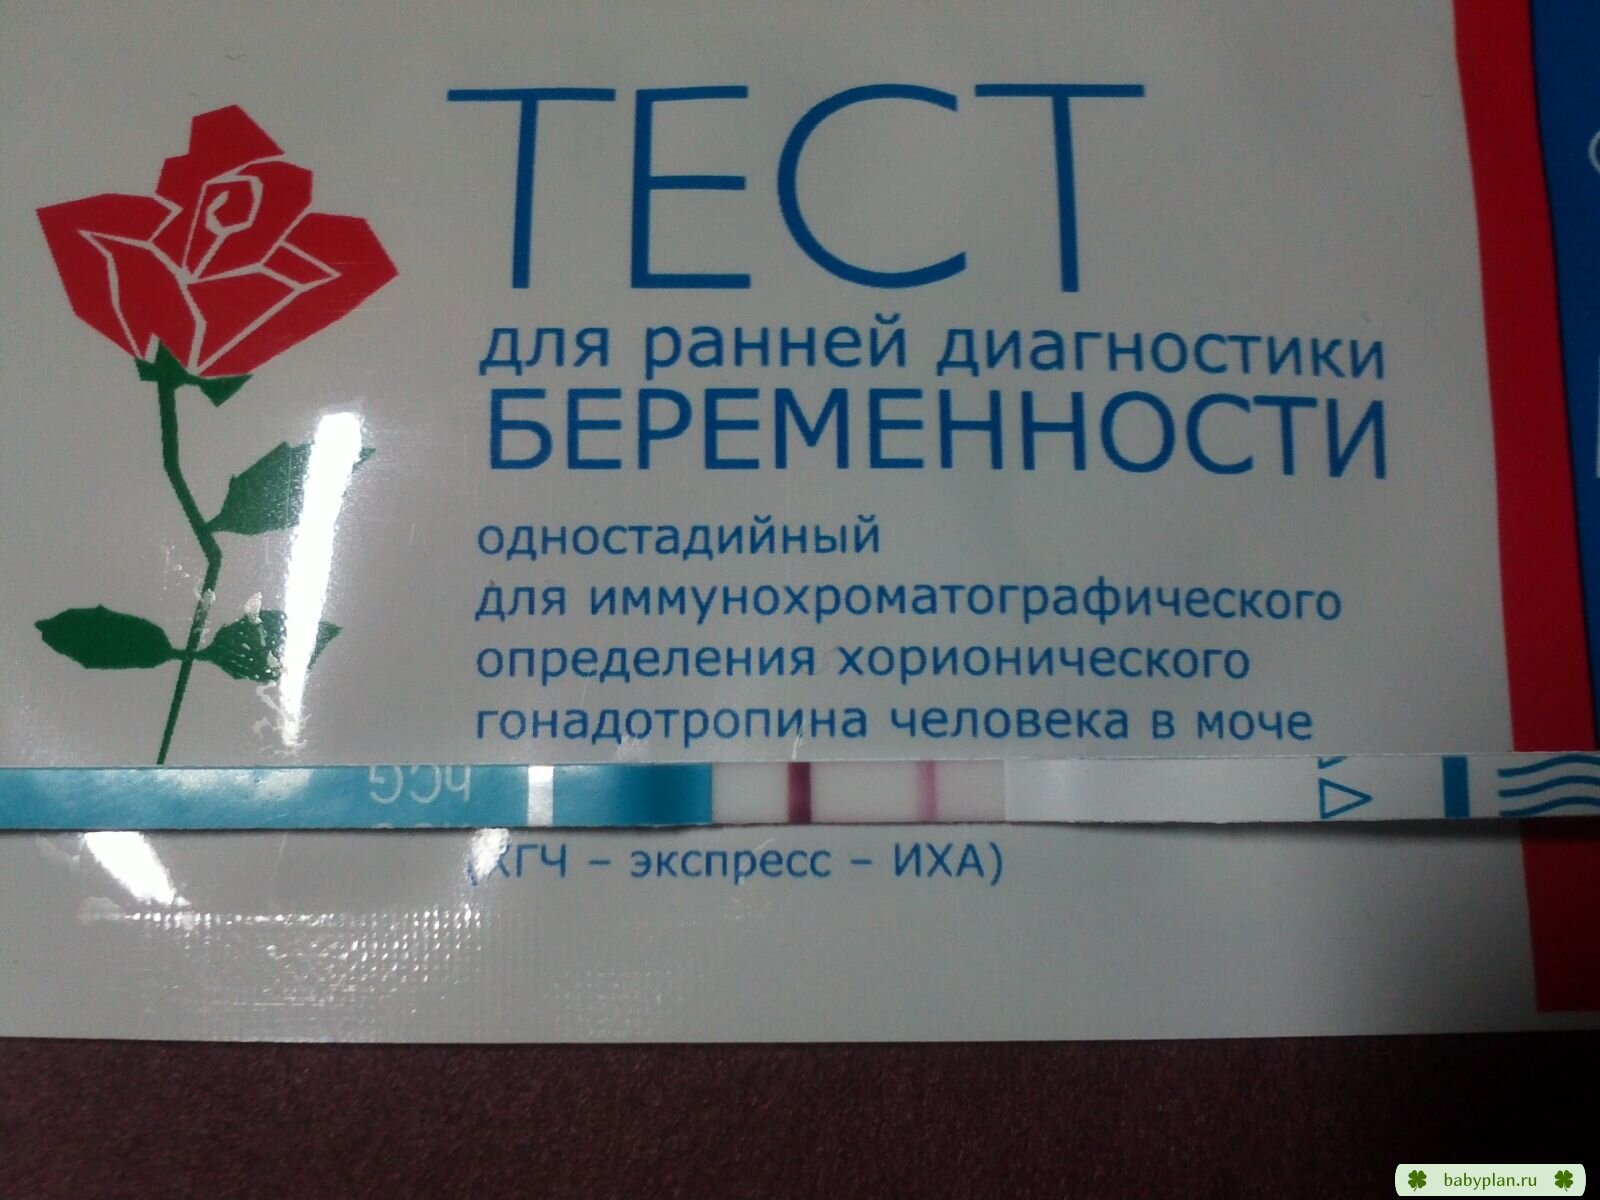 ТЕСТ
для ранней диагностики
БЕРЕМЕННОСТИ
одностадийный
для иммунохроматографического
определения хорионического
гонадотропина человека в моче
hCG
(ХГЧ – экспресс – ИХА)
babyplan.ru